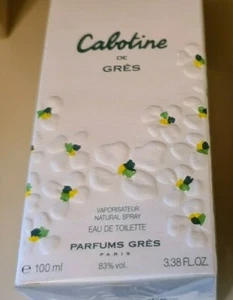 Cabotine
DE
GRÈS
VAPORISATEUR
NATURAL SPRAY
EAU DE TOILETTE
PARFUMS GRÈS
PARIS
e 100 ml 83% vol. 3.38 FL.OZ.